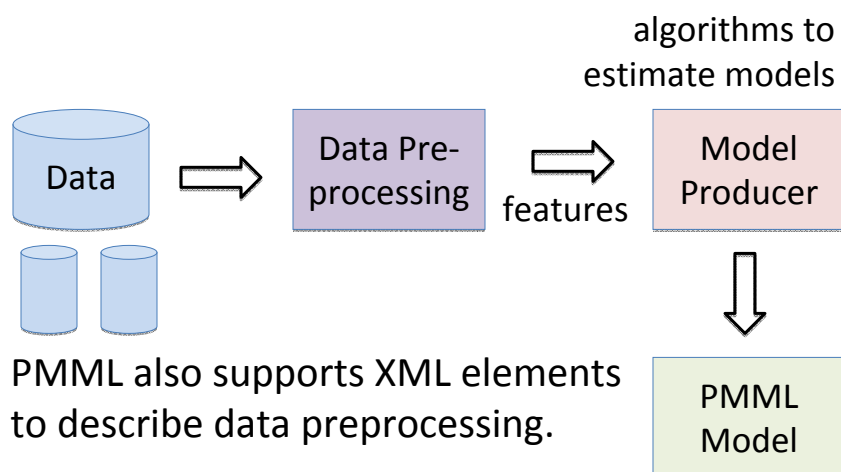 algorithms to
estimate models
Data
Data Pre-
processing
features
Model
Producer
PMML also supports XML elements
to describe data preprocessing.
PMML
Model